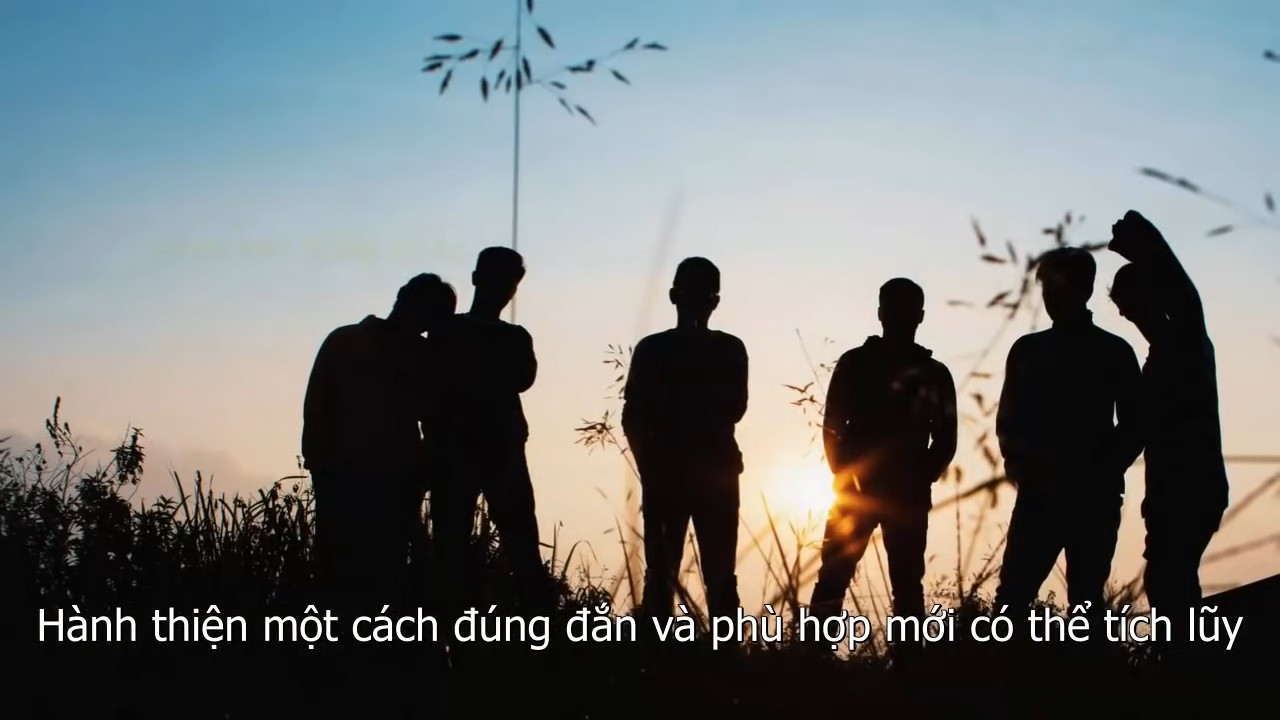 Hành thiện một cách đúng đắn và phù hợp mới có thể tích lũy